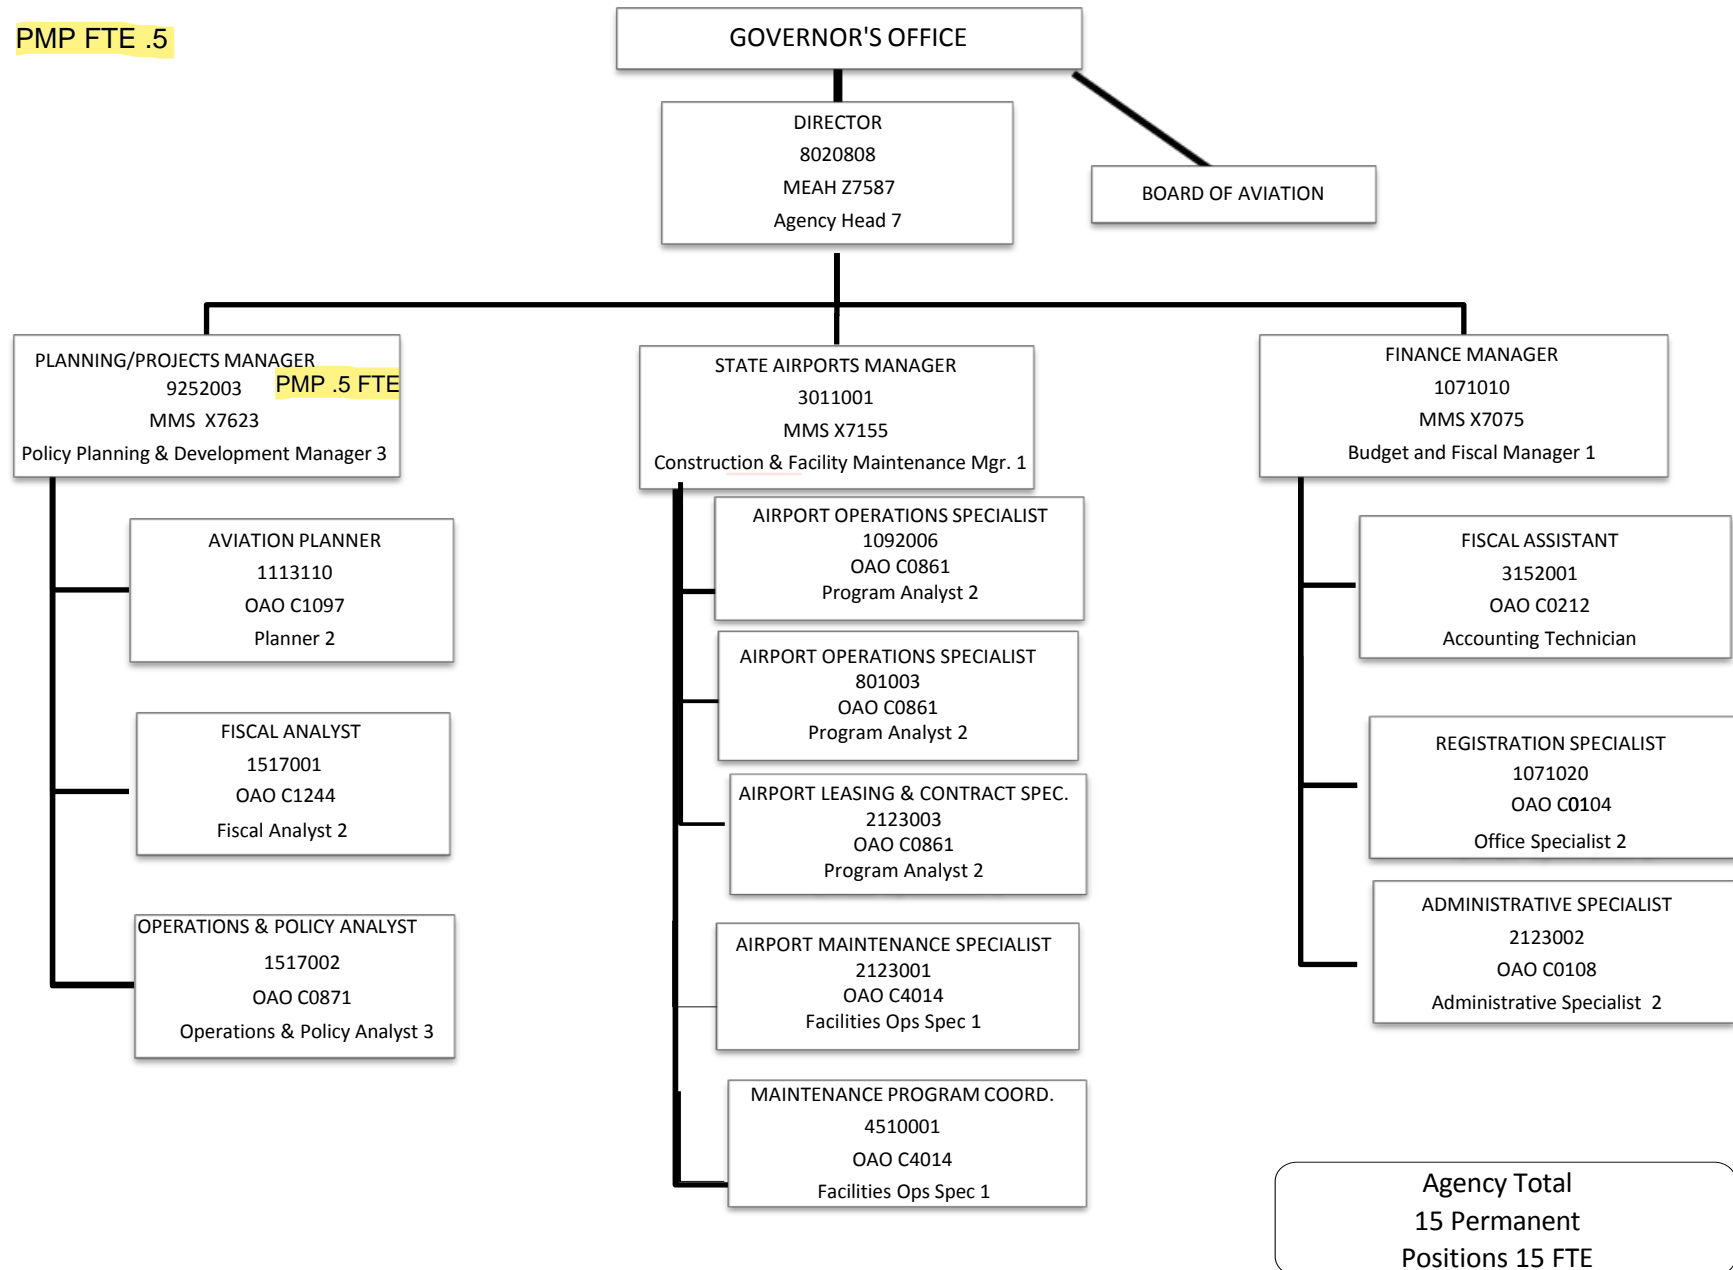 PMP FTE .5
GOVERNOR'S OFFICE
DIRECTOR
8020808
MEAH Z7587
Agency Head 7
BOARD OF AVIATION
PLANNING/PROJECTS MANAGER
9252003
PMP .5 FTE
MMS X7623
Policy Planning & Development Manager 3
STATE AIRPORTS MANAGER
3011001
MMS X7155
Construction & Facility Maintenance Mgr. 1
FINANCE MANAGER
1071010
MMS X7075
Budget and Fiscal Manager 1
AVIATION PLANNER
1113110
OAO C1097
Planner 2
FISCAL ANALYST
1517001
OAO C1244
Fiscal Analyst 2
OPERATIONS & POLICY ANALYST
1517002
OAO C0871
Operations & Policy Analyst 3
AIRPORT OPERATIONS SPECIALIST
1092006
OAO C0861
Program Analyst 2
AIRPORT OPERATIONS SPECIALIST
801003
OAO C0861
Program Analyst 2
AIRPORT LEASING & CONTRACT SPEC.
2123003
OAO C0861
Program Analyst 2
AIRPORT MAINTENANCE SPECIALIST
2123001
OAO C4014
Facilities Ops Spec 1
MAINTENANCE PROGRAM COORD.
4510001
OAO C4014
Facilities Ops Spec 1
FISCAL ASSISTANT
3152001
OAO C0212
Accounting Technician
REGISTRATION SPECIALIST
1071020
OAO C0104
Office Specialist 2
ADMINISTRATIVE SPECIALIST
2123002
OAO C0108
Administrative Specialist 2
Agency Total
15 Permanent
Positions 15 FTE